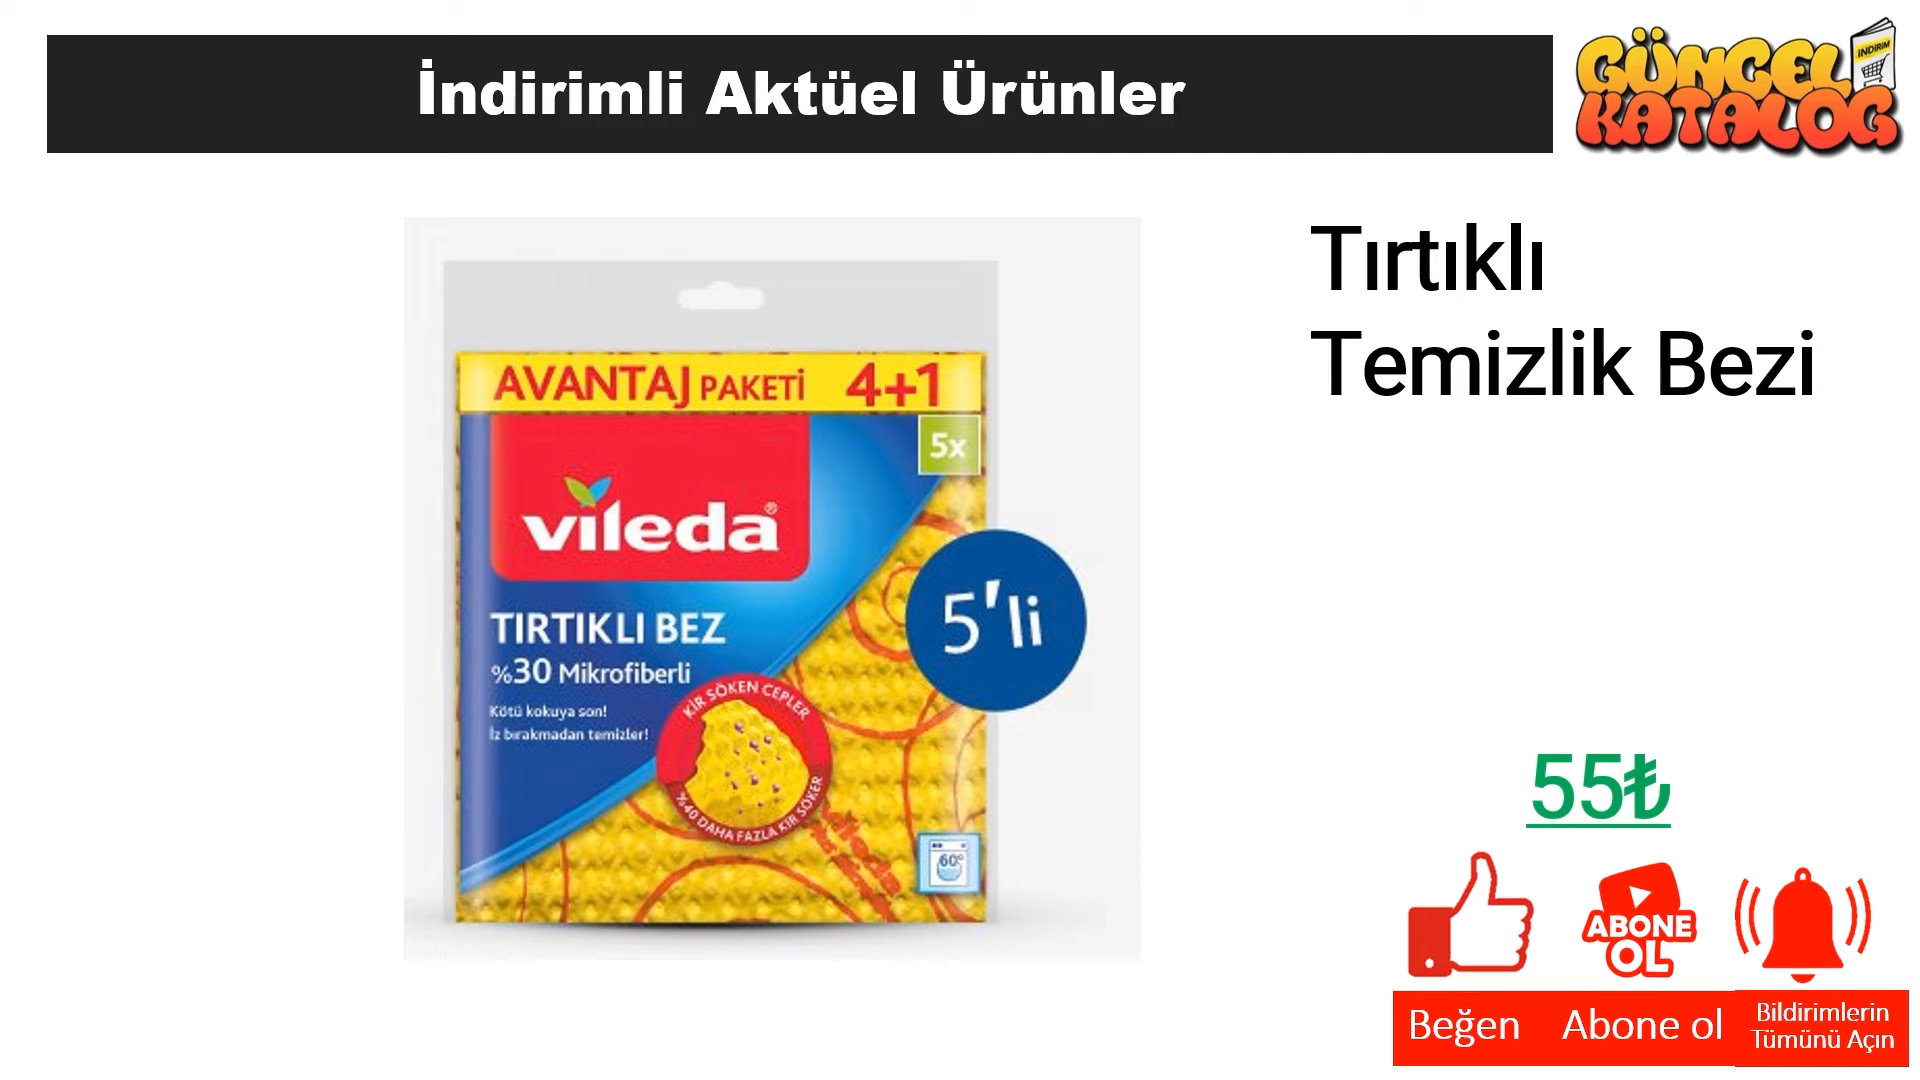 İndirimli Aktüel Ürünler
GÜNCEL
KATALOG
İNDİRİM
Tırtıklı
Temizlik Bezi
AVANTAJ PAKETİ 4+1
5x
vileda®
5'li
TIRTIKLI BEZ
%30 Mikrofiberli
Kötü kokuya son!
İz bırakmadan temizler!
KİR SÖKEN CEPLER
%40 DAHA FAZLA KİR SÖKER
60°
55₺
ABONE
OL
Beğen
Abone ol
Bildirimlerin
Tümünü Açın